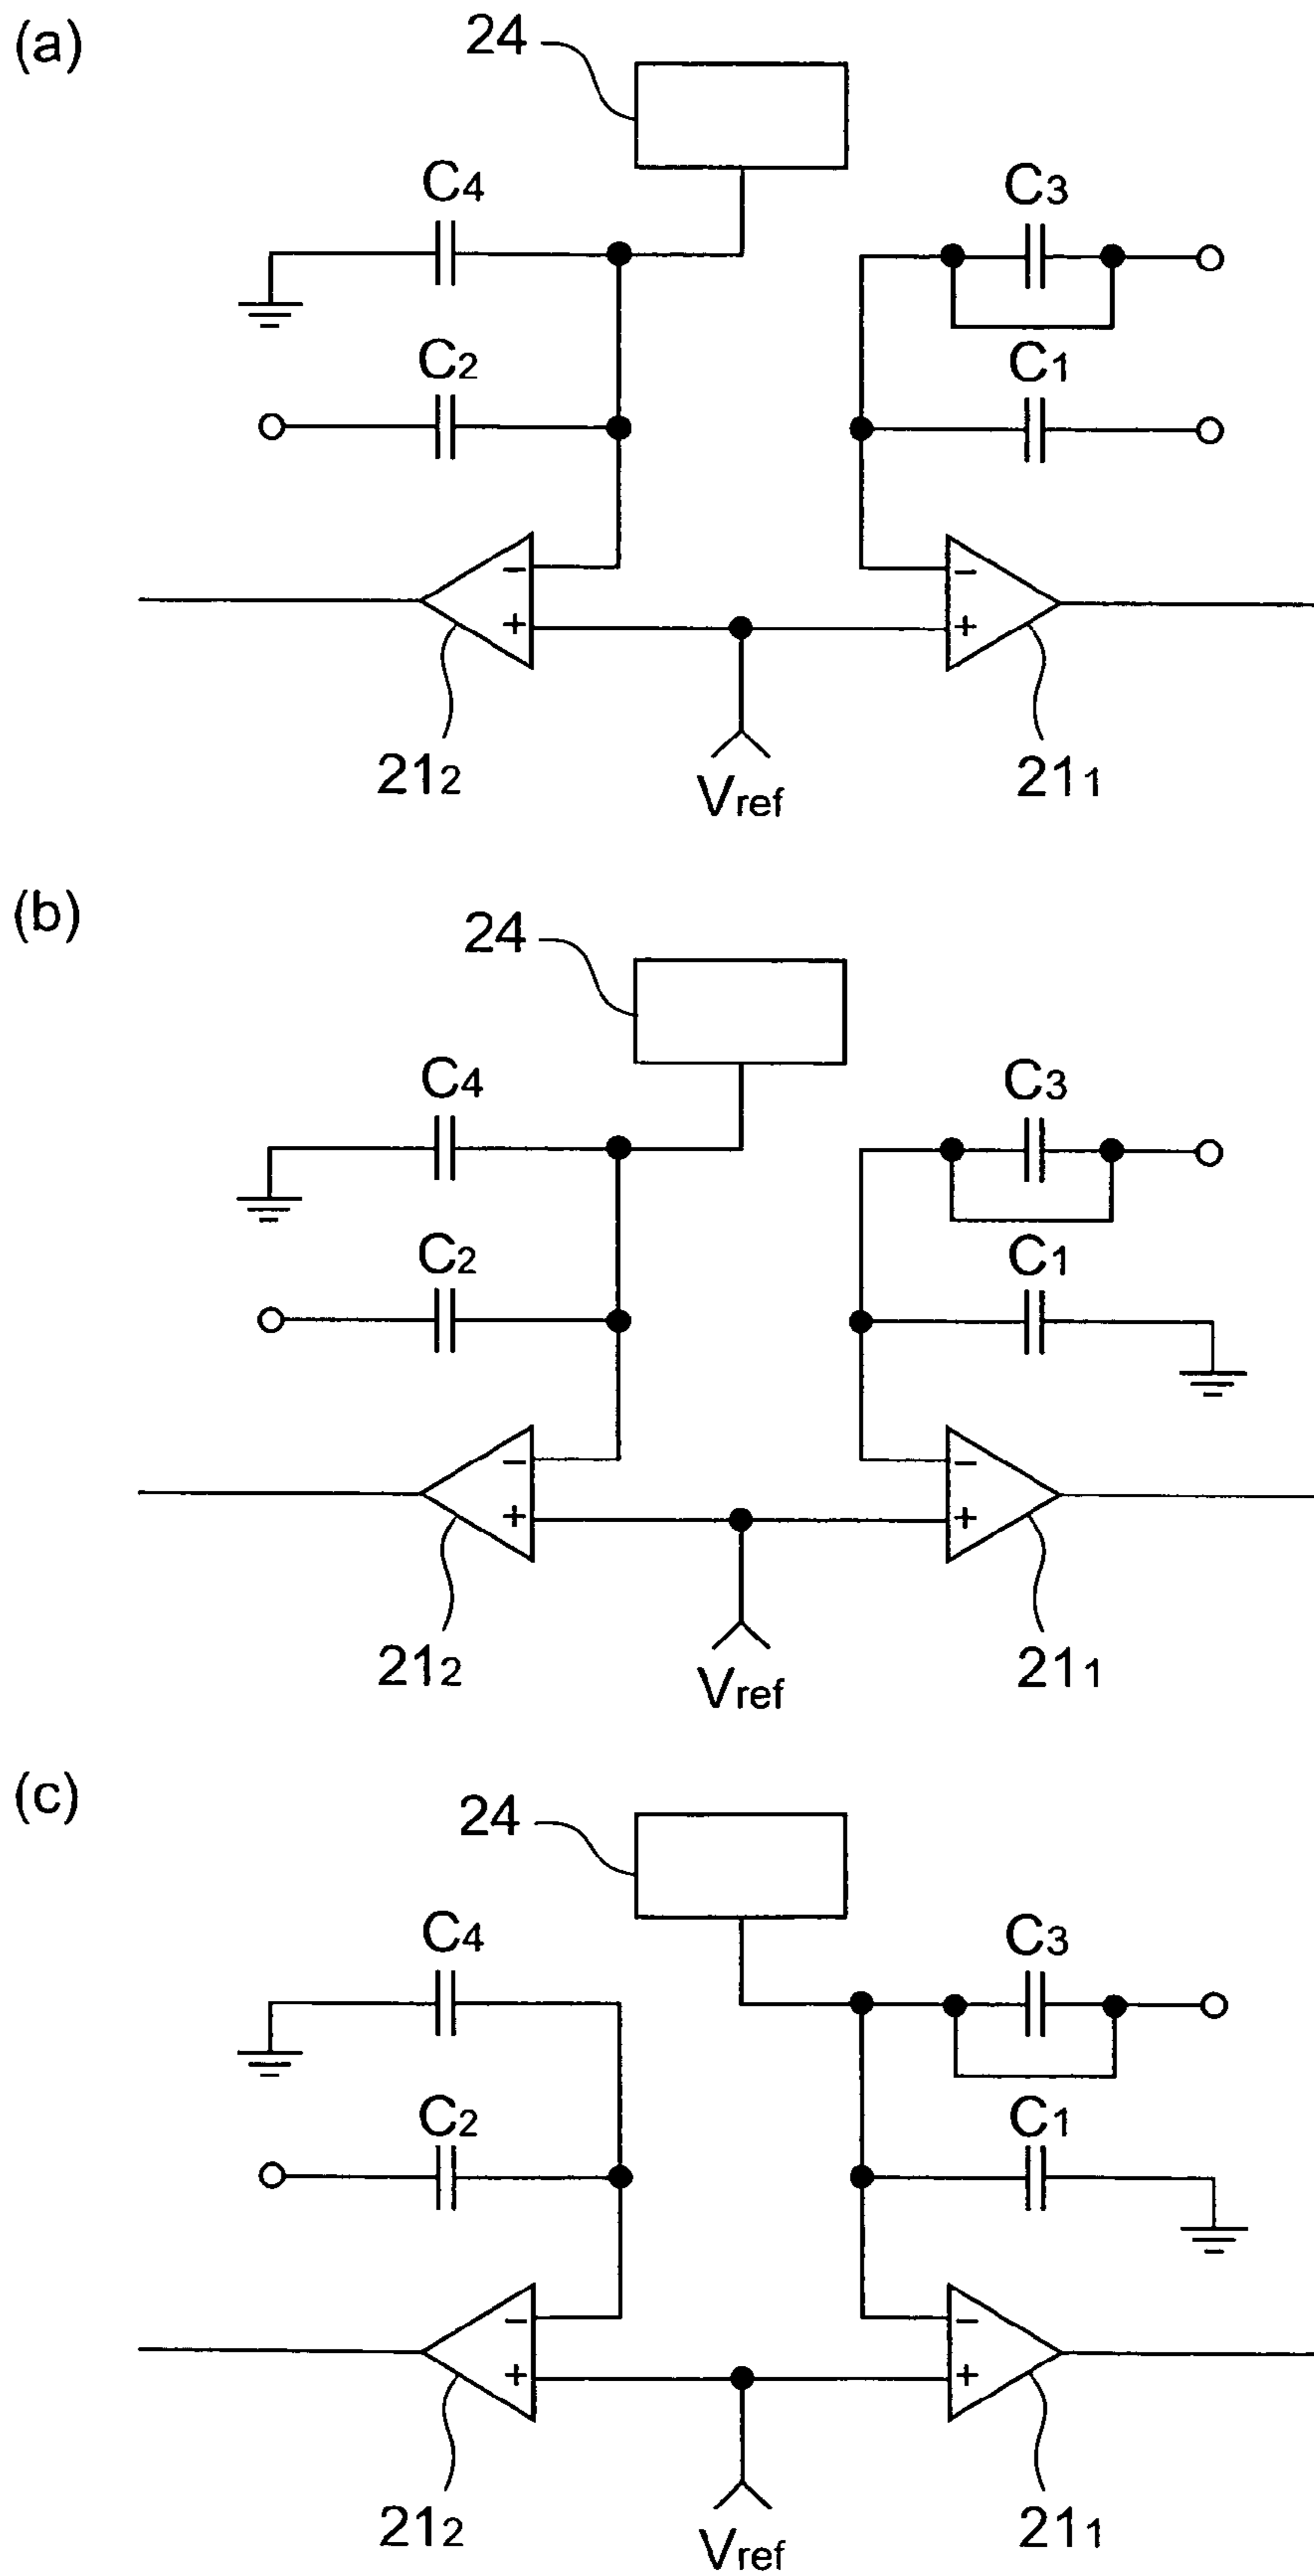 (a)
24
C4
C3
C2
C1
− +
− +
21₂
Vref
21₁
(b)
24
C4
C3
C2
C1
− +
− +
21₂
Vref
21₁
(c)
24
C4
C3
C2
C1
− +
− +
21₂
Vref
21₁